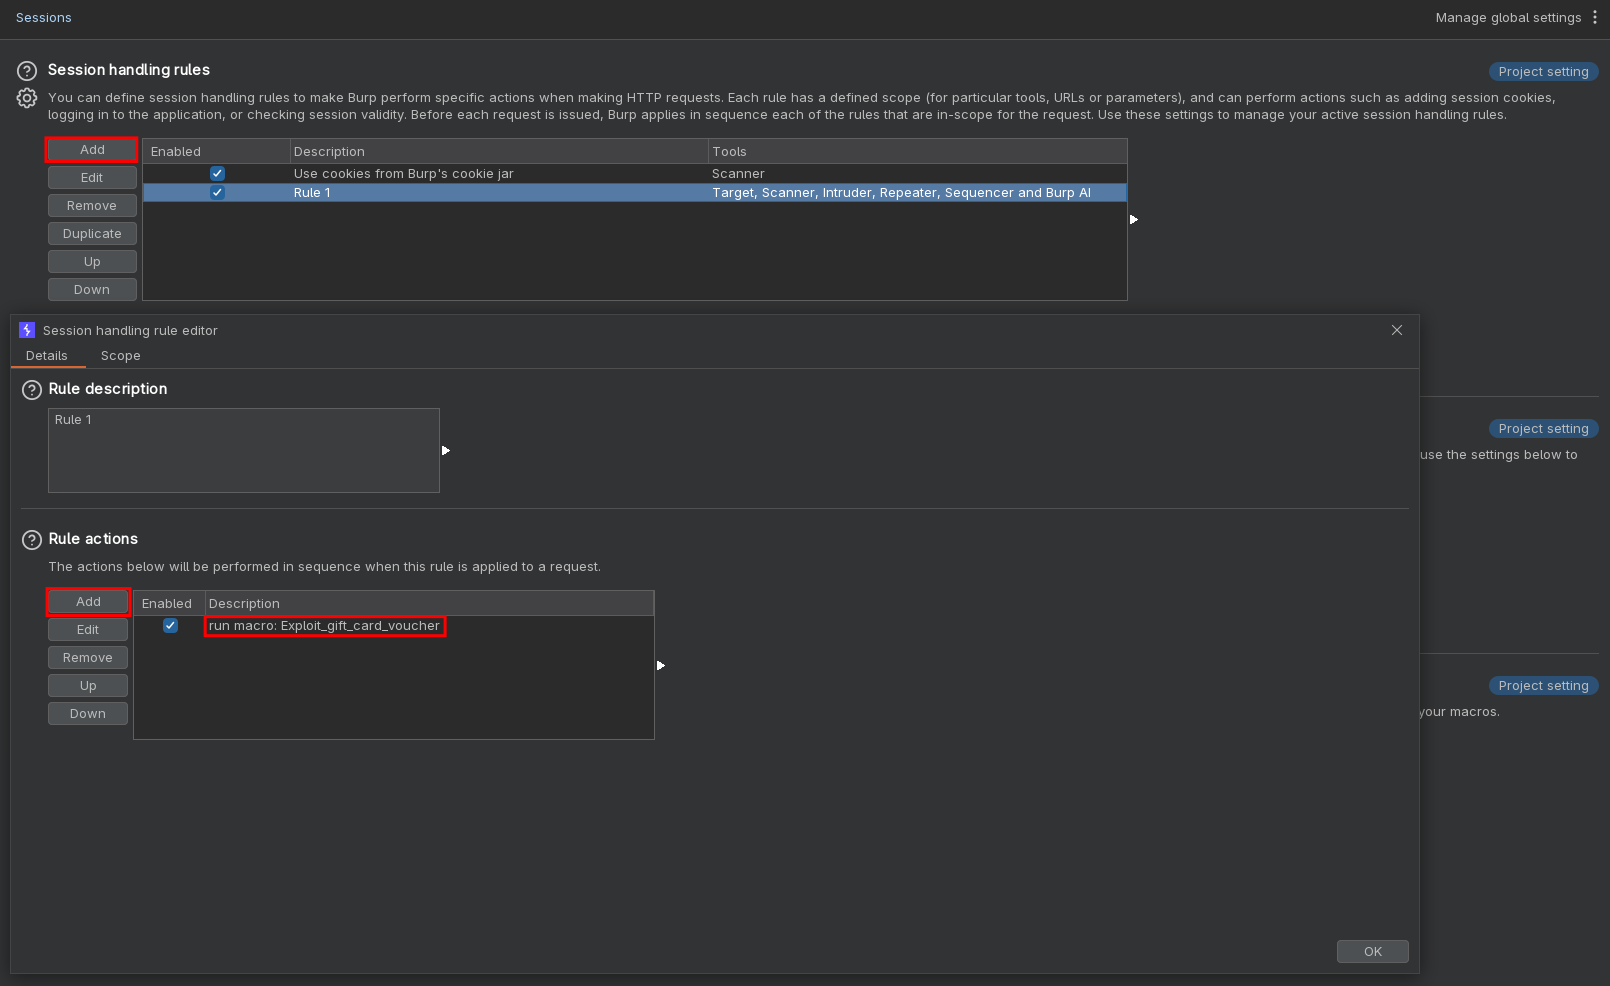 Sessions
Manage global settings
Session handling rules
Project setting
You can define session handling rules to make Burp perform specific actions when making HTTP requests. Each rule has a defined scope (for particular tools, URLs or parameters), and can perform actions such as adding session cookies,
logging in to the application, or checking session validity. Before each request is issued, Burp applies in sequence each of the rules that are in-scope for the request. Use these settings to manage your active session handling rules.
Add
Edit
Remove
Duplicate
Up
Down
Enabled Description Tools
Use cookies from Burp's cookie jar Scanner
Rule 1 Target, Scanner, Intruder, Repeater, Sequencer and Burp AI
Session handling rule editor
Details Scope
Rule description
Rule 1
Project setting
use the settings below to
Rule actions
The actions below will be performed in sequence when this rule is applied to a request.
Add
Edit
Remove
Up
Down
Enabled Description
run macro: Exploit_gift_card_voucher
Project setting
your macros.
OK